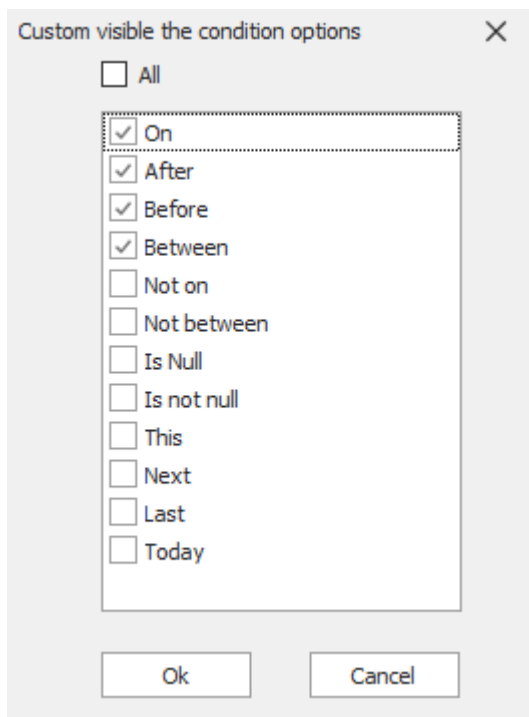 Custom visible the condition options
All
On
After
Before
Between
Not on
Not between
Is Null
Is not null
This
Next
Last
Today
Ok Cancel